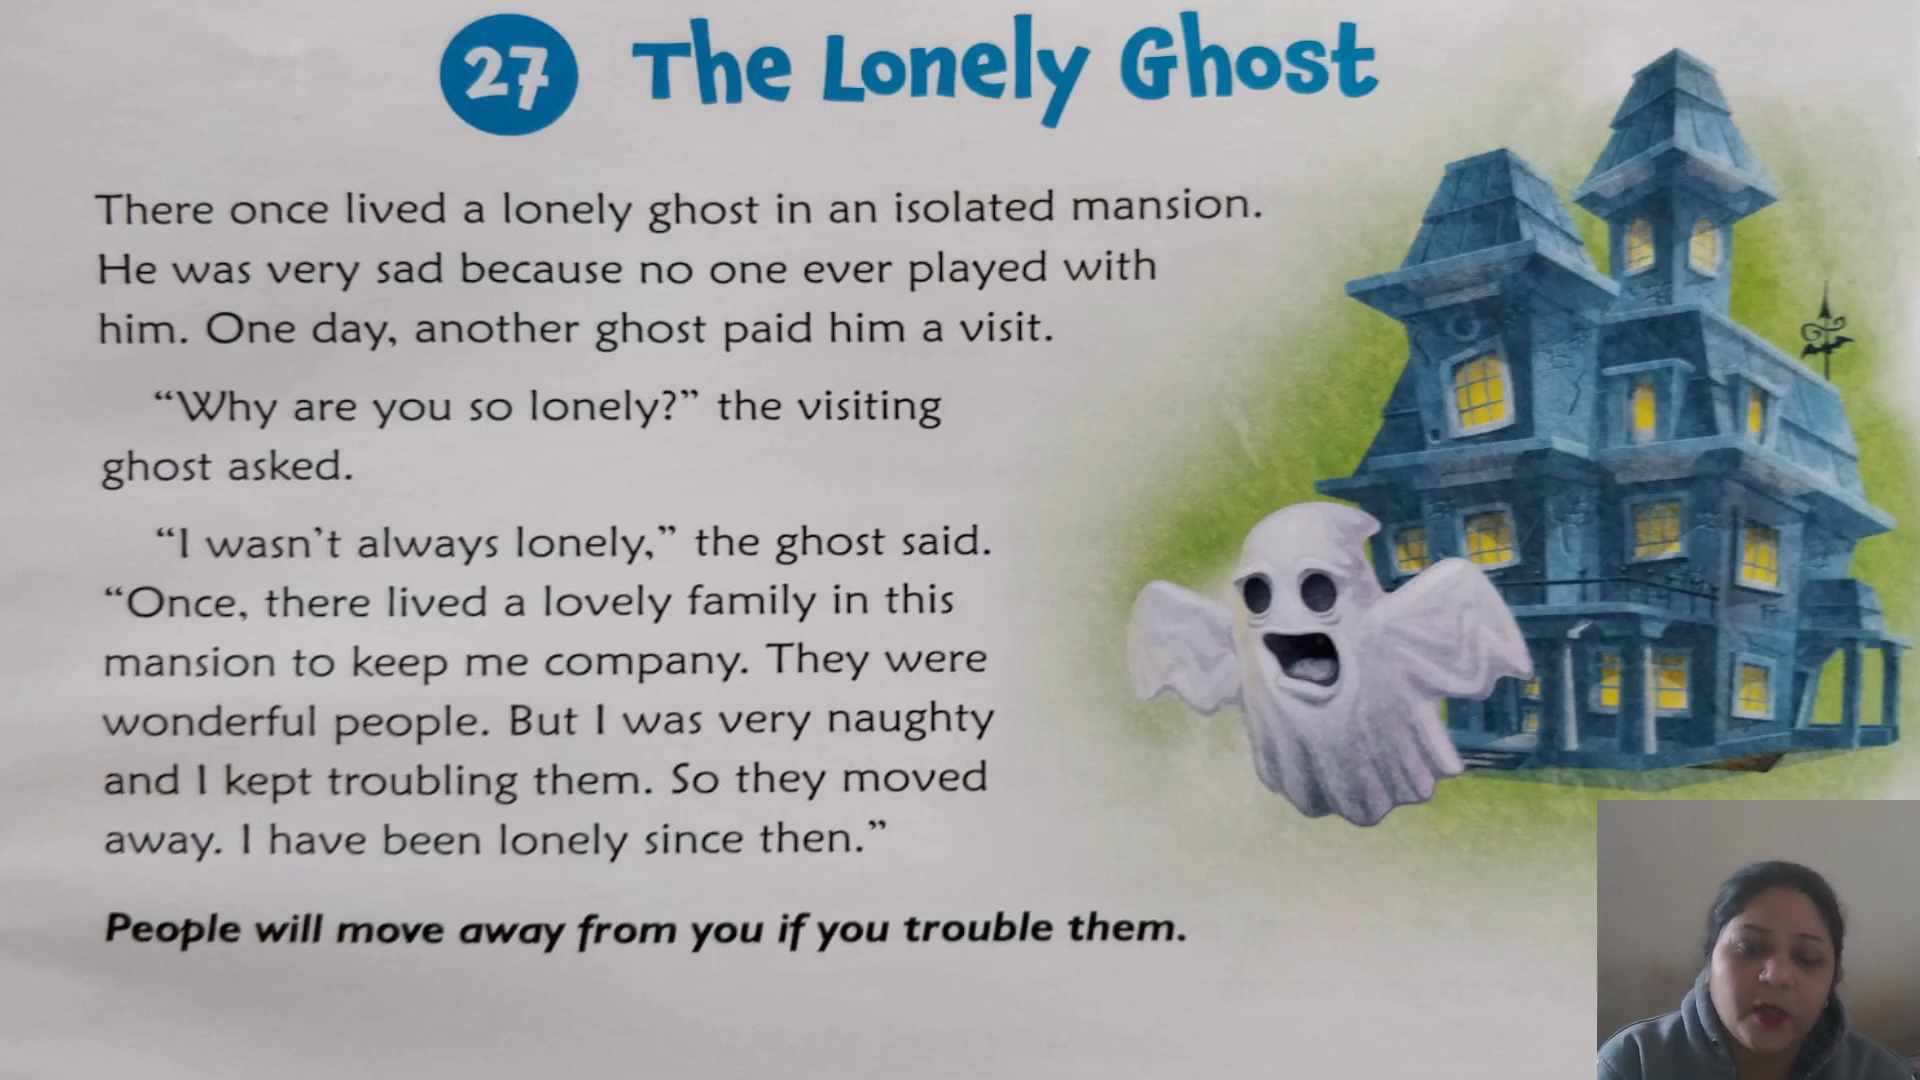 27 The Lonely Ghost
There once lived a lonely ghost in an isolated mansion.
He was very sad because no one ever played with
him. One day, another ghost paid him a visit.
“Why are you so lonely?” the visiting
ghost asked.
“I wasn’t always lonely,” the ghost said.
“Once, there lived a lovely family in this
mansion to keep me company. They were
wonderful people. But I was very naughty
and I kept troubling them. So they moved
away. I have been lonely since then.”
People will move away from you if you trouble them.